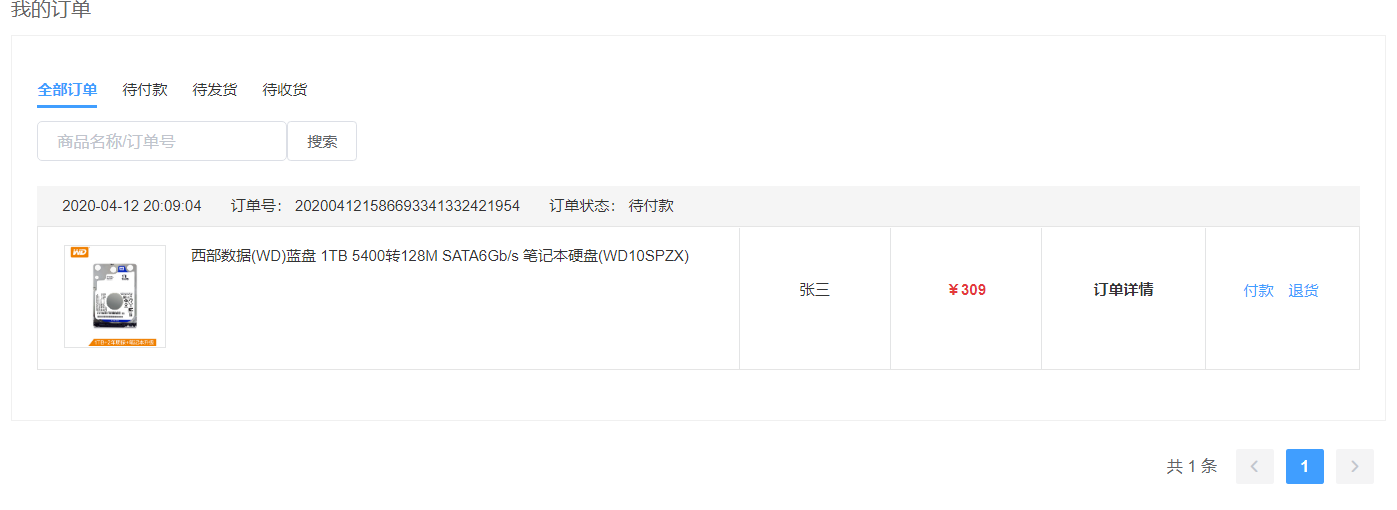 我的订单
全部订单 待付款 待发货 待收货
商品名称/订单号 搜索
2020-04-12 20:09:04 订单号： 202004121586693341332421954 订单状态： 待付款
WD
西部数据(WD)蓝盘 1TB 5400转128M SATA6Gb/s 笔记本硬盘(WD10SPZX)
张三 ￥309 订单详情 付款 退货
共 1 条 1